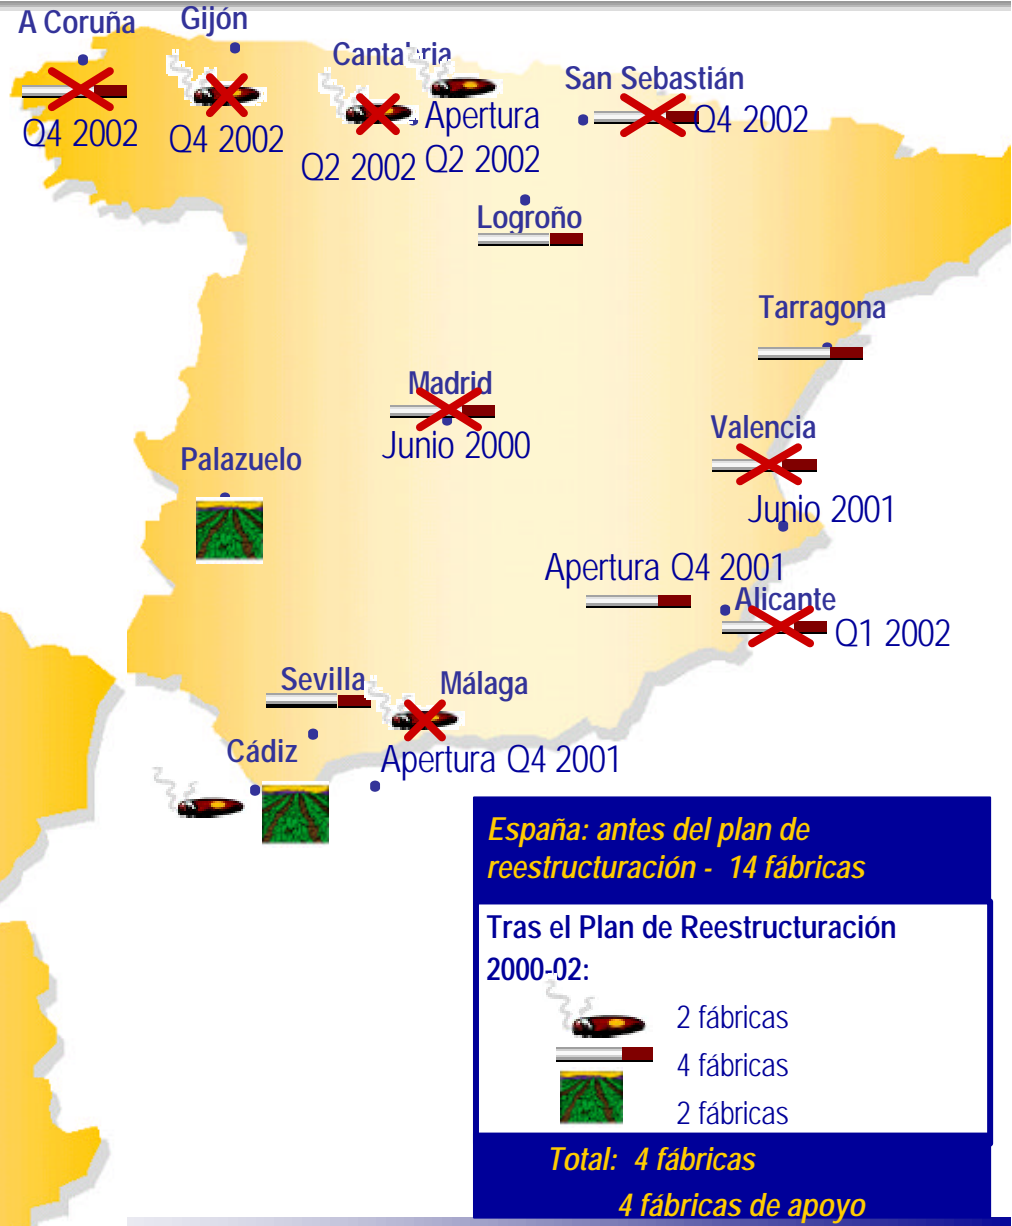 A Coruña
Gijón
Cantabria
San Sebastián
Q4 2002
Q4 2002
Q2 2002
Apertura
Q2 2002
Q4 2002
Logroño
Tarragona
Madrid
Junio 2000
Valencia
Junio 2001
Palazuelo
Apertura Q4 2001
Alicante
Q1 2002
Sevilla
Málaga
Cádiz
Apertura Q4 2001
España: antes del plan de
reestructuración - 14 fábricas
Tras el Plan de Reestructuración
2000-02:
2 fábricas
4 fábricas
2 fábricas
Total: 4 fábricas
4 fábricas de apoyo